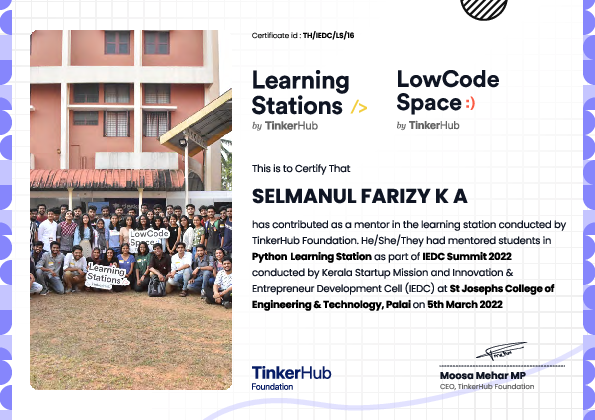 Certificate id : TH/IEDC/LS/16
Learning
Stations />
by TinkerHub
LowCode
Space :)
by TinkerHub
This is to Certify That
SELMANUL FARIZY K A
has contributed as a mentor in the learning station conducted by
TinkerHub Foundation. He/She/They had mentored students in
Python Learning Station as part of IEDC Summit 2022
conducted by Kerala Startup Mission and Innovation &
Entrepreneur Development Cell (IEDC) at St Josephs College of
Engineering & Technology, Palai on 5th March 2022
LowCode
Space :)
Learning
Stations
TinkerHub
Foundation
Moosa Mehar MP
CEO, TinkerHub Foundation